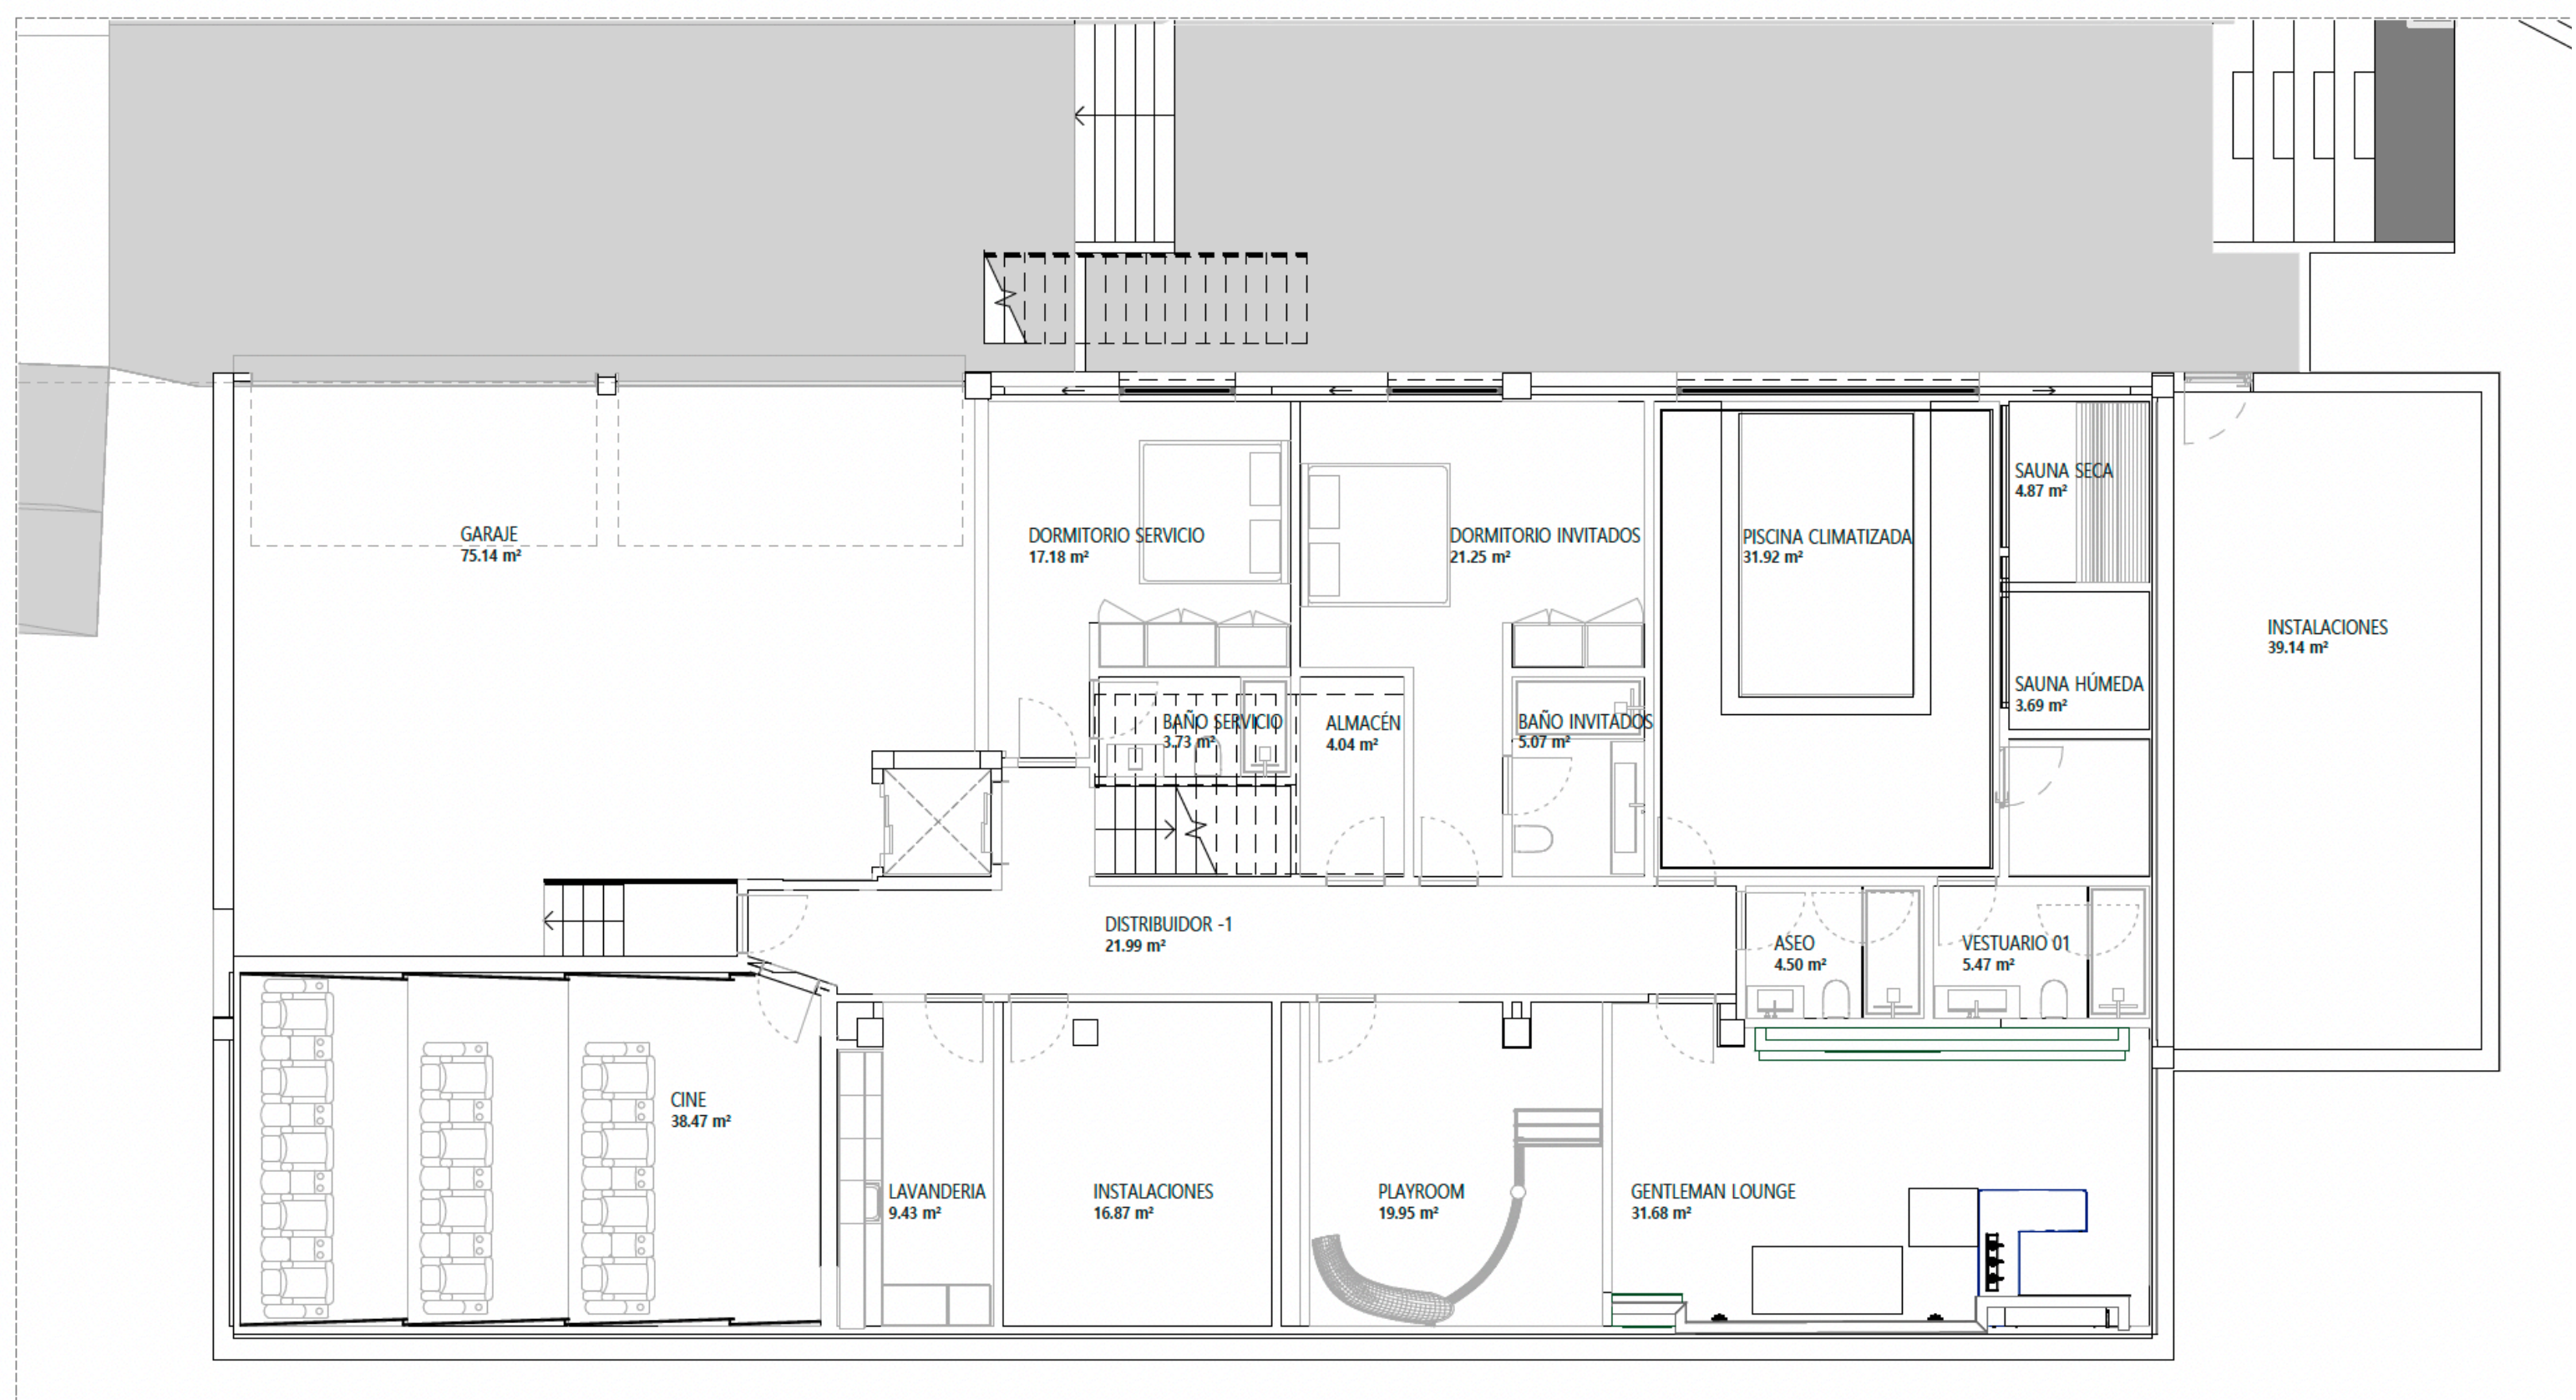 SAUNA SECA
4.87 m²
GARAJE
75.14 m²
DORMITORIO SERVICIO
17.18 m²
DORMITORIO INVITADOS
21.25 m²
PISCINA CLIMATIZADA
31.92 m²
INSTALACIONES
39.14 m²
SAUNA HÚMEDA
3.69 m²
BAÑO SERVICIO
3.73 m²
ALMACÉN
4.04 m²
BAÑO INVITADOS
5.07 m²
DISTRIBUIDOR -1
21.99 m²
ASEO
4.50 m²
VESTUARIO 01
5.47 m²
CINE
38.47 m²
LAVANDERIA
9.43 m²
INSTALACIONES
16.87 m²
PLAYROOM
19.95 m²
GENTLEMAN LOUNGE
31.68 m²